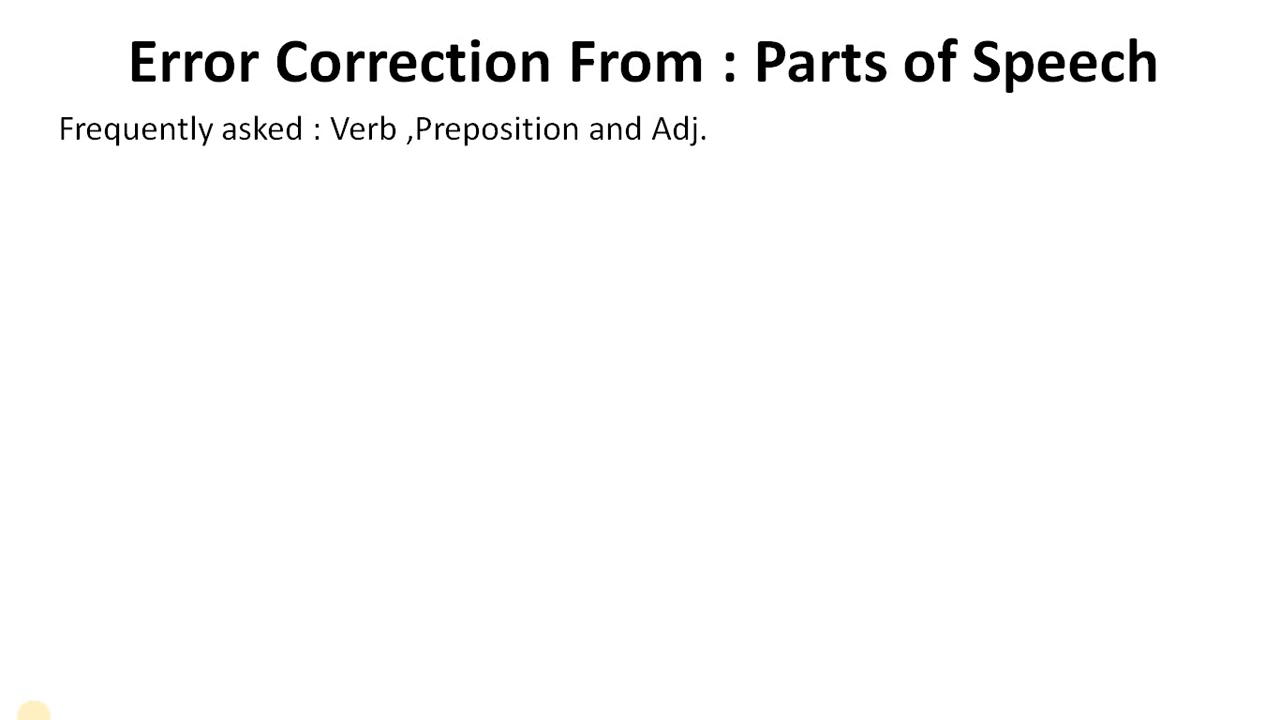 Error Correction From : Parts of Speech
Frequently asked : Verb ,Preposition and Adj.